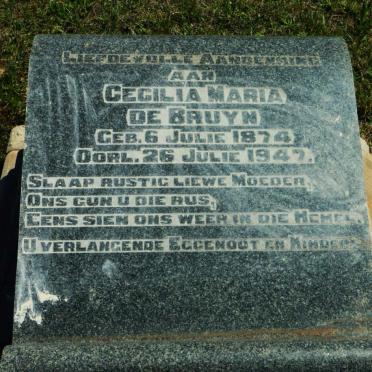 Liefdevolle Aandenking
aan
Cecilia Maria
de Bruyn
Geb. 6 Julie 1874,
Oorl. 26 Julie 1947.
Slaap rustig liewe Moeder,
Ons gun u die rus,
Eens sien ons weer in die Hemel.
U verlangende Eggenoot en Kinders